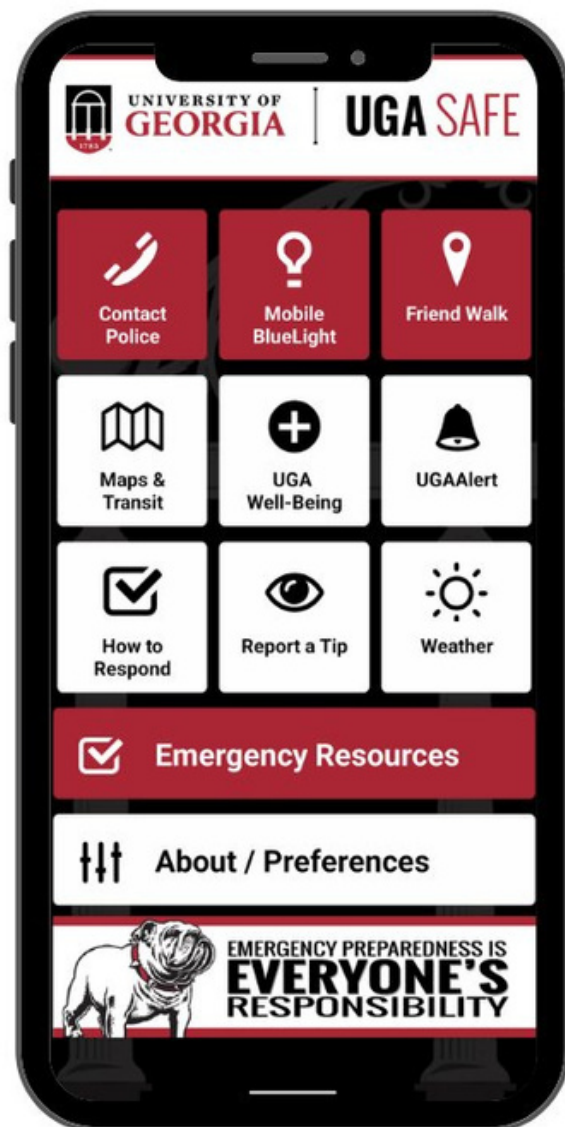 UNIVERSITY OF
GEORGIA
1785
UGA SAFE
Contact
Police
Mobile
BlueLight
Friend Walk
Maps &
Transit
UGA
Well-Being
UGAAlert
How to
Respond
Report a Tip
Weather
Emergency Resources
About / Preferences
EMERGENCY PREPAREDNESS IS
EVERYONE'S
RESPONSIBILITY